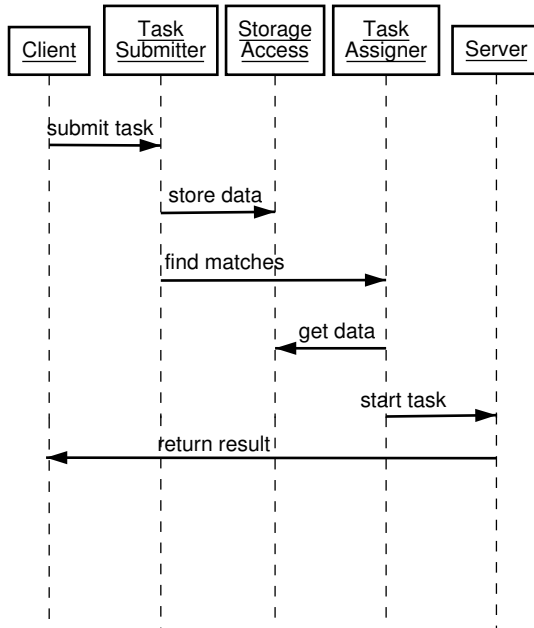 Client
Task
Submitter
Storage
Access
Task
Assigner
Server
submit task
store data
find matches
get data
start task
return result